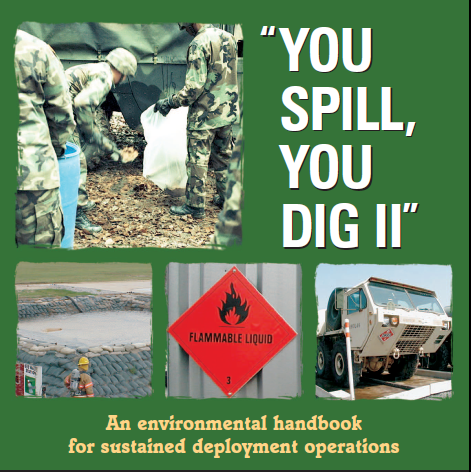 “YOU
SPILL,
YOU
DIG II”
FLAMMABLE LIQUID
3
An environmental handbook
for sustained deployment operations